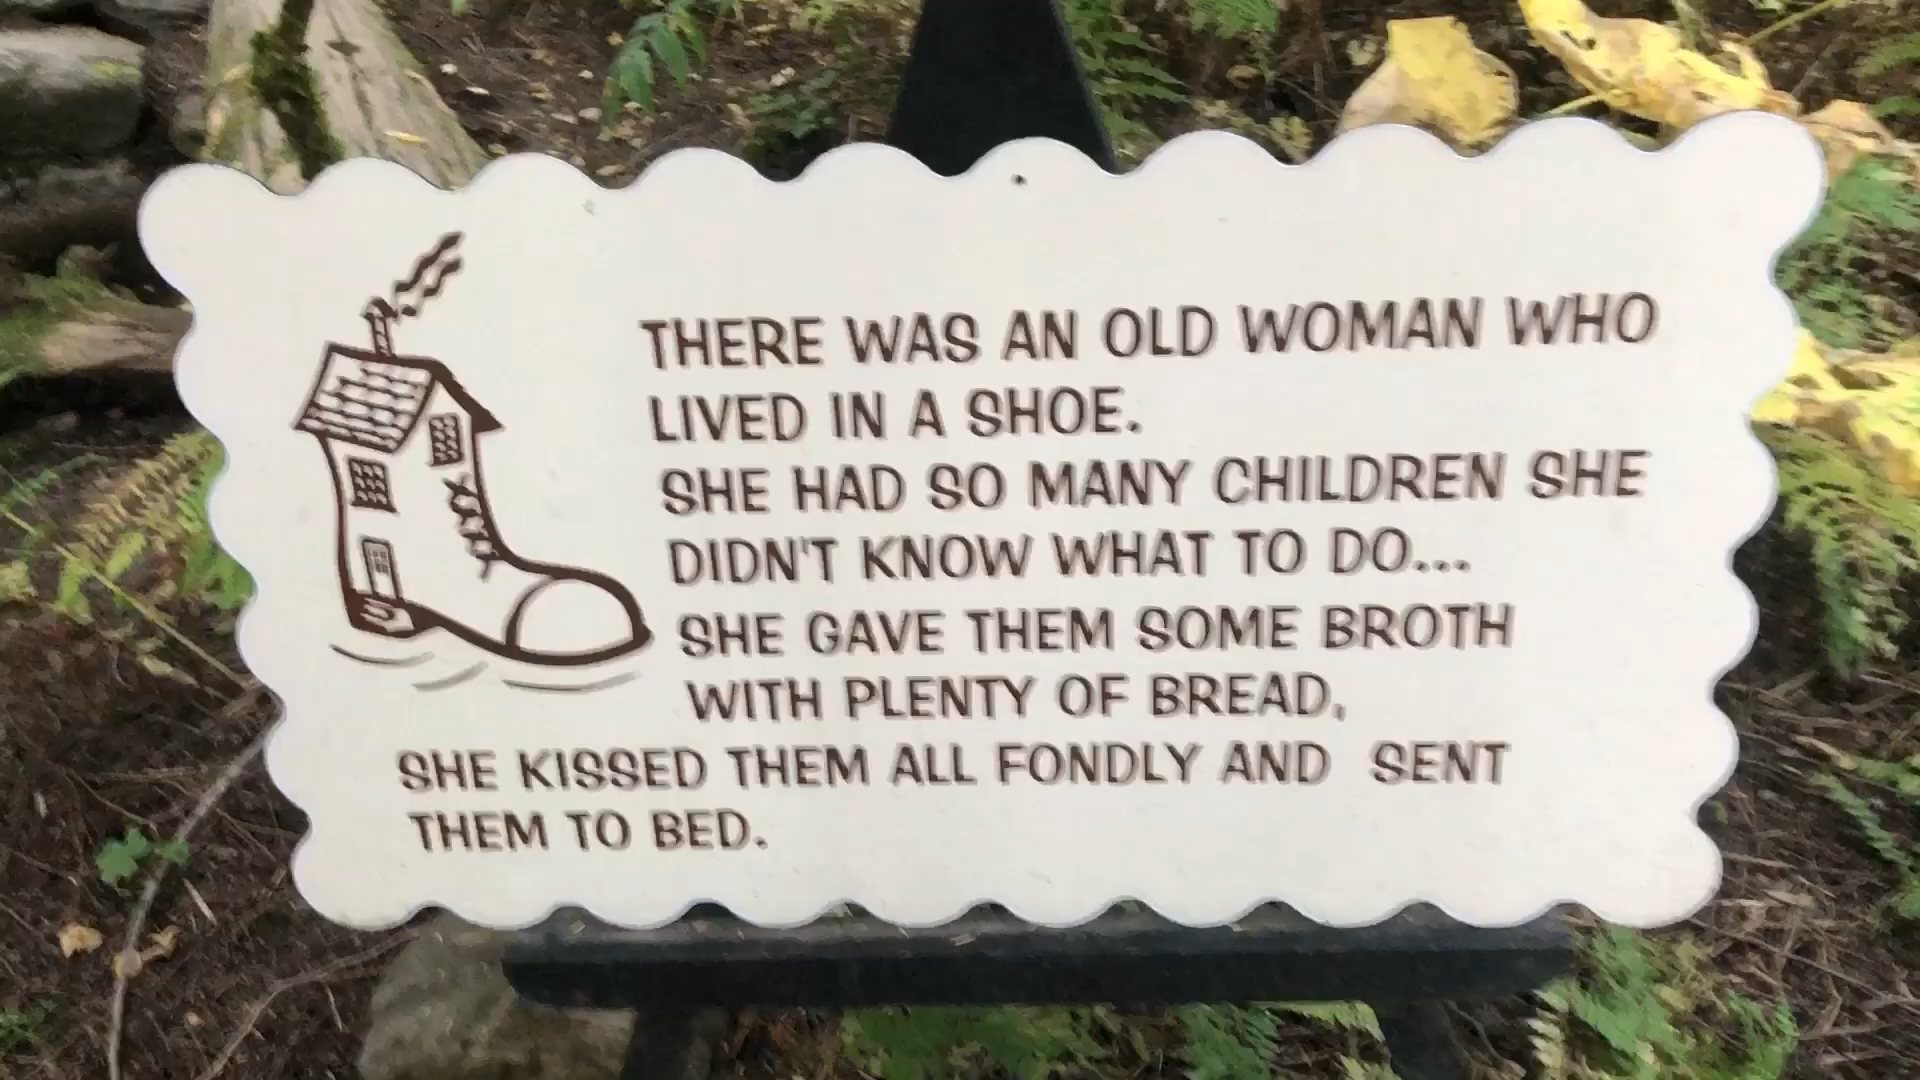 THERE WAS AN OLD WOMAN WHO
LIVED IN A SHOE.
SHE HAD SO MANY CHILDREN SHE
DIDN'T KNOW WHAT TO DO...
SHE GAVE THEM SOME BROTH
WITH PLENTY OF BREAD,
SHE KISSED THEM ALL FONDLY AND SENT
THEM TO BED.